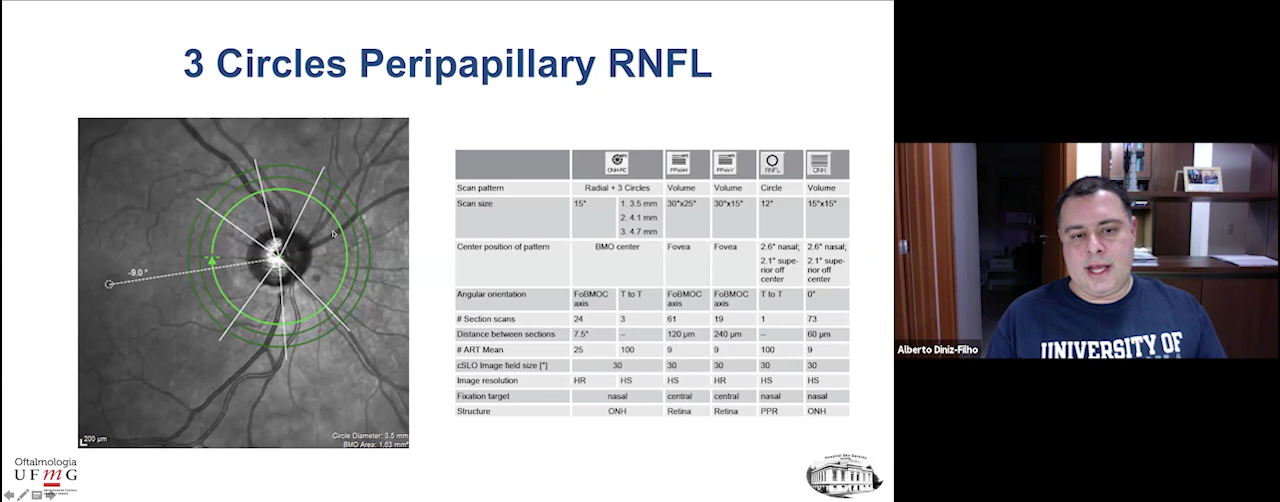 3 Circles Peripapillary RNFL
-9.0 °
200 µm
Circle Diameter: 3.5 mm
BMO Area: 1.63 mm²
ONH-RC
PPoleH
PPoleV
RNFL
ONH
Scan pattern Radial + 3 Circles Volume Volume Circle Volume
Scan size 15° 1. 3.5 mm 30°x25° 30°x15° 12° 15°x15°
2. 4.1 mm
3. 4.7 mm
Center position of pattern BMO center Fovea Fovea 2.6° nasal; 2.6° nasal;
2.1° supe- 2.1° supe-
rior off rior off
center center
Angular orientation FoBMOC T to T FoBMOC FoBMOC T to T 0°
axis axis axis
# Section scans 24 3 61 19 1 73
Distance between sections 7.5° – 120 µm 240 µm – 60 µm
# ART Mean 25 100 9 9 100 9
cSLO Image field size [°] 30 30 30 30 30
Image resolution HR HS HS HR HS HS
Fixation target nasal central central nasal nasal
Structure ONH Retina Retina PPR ONH
Oftalmologia
UFmG
Hospital São Geraldo
Alberto Diniz-Filho
UNIVERSITY OF